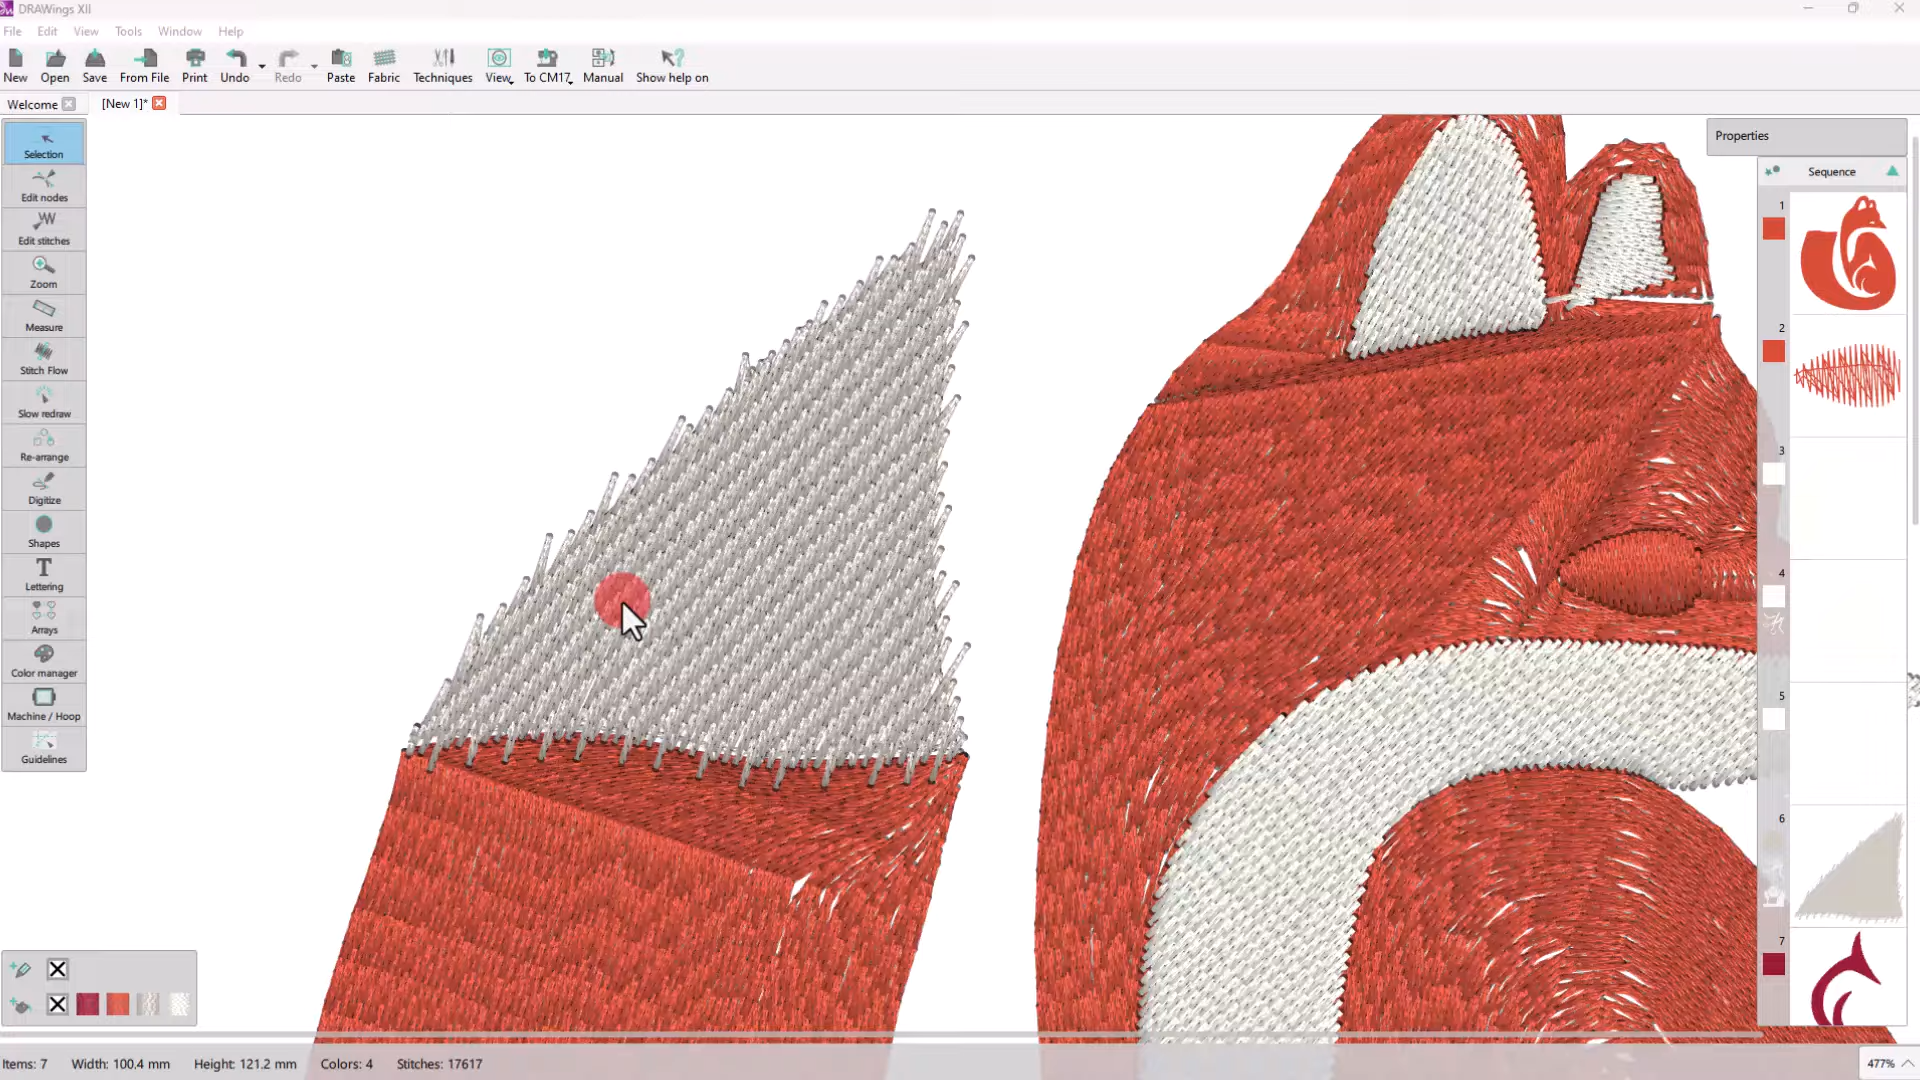 DRAWings XII
File Edit View Tools Window Help
New Open Save From File Print Undo Redo Paste Fabric Techniques View To CM17 Manual Show help on
Welcome [New 1]*
Selection
Edit nodes
Edit stitches
Zoom
Measure
Stitch Flow
Slow redraw
Re-arrange
Digitize
Shapes
Lettering
Arrays
Color manager
Machine / Hoop
Guidelines
Properties
Sequence
1
2
3
4
5
6
7
Items: 7 Width: 100.4 mm Height: 121.2 mm Colors: 4 Stitches: 17617 477%